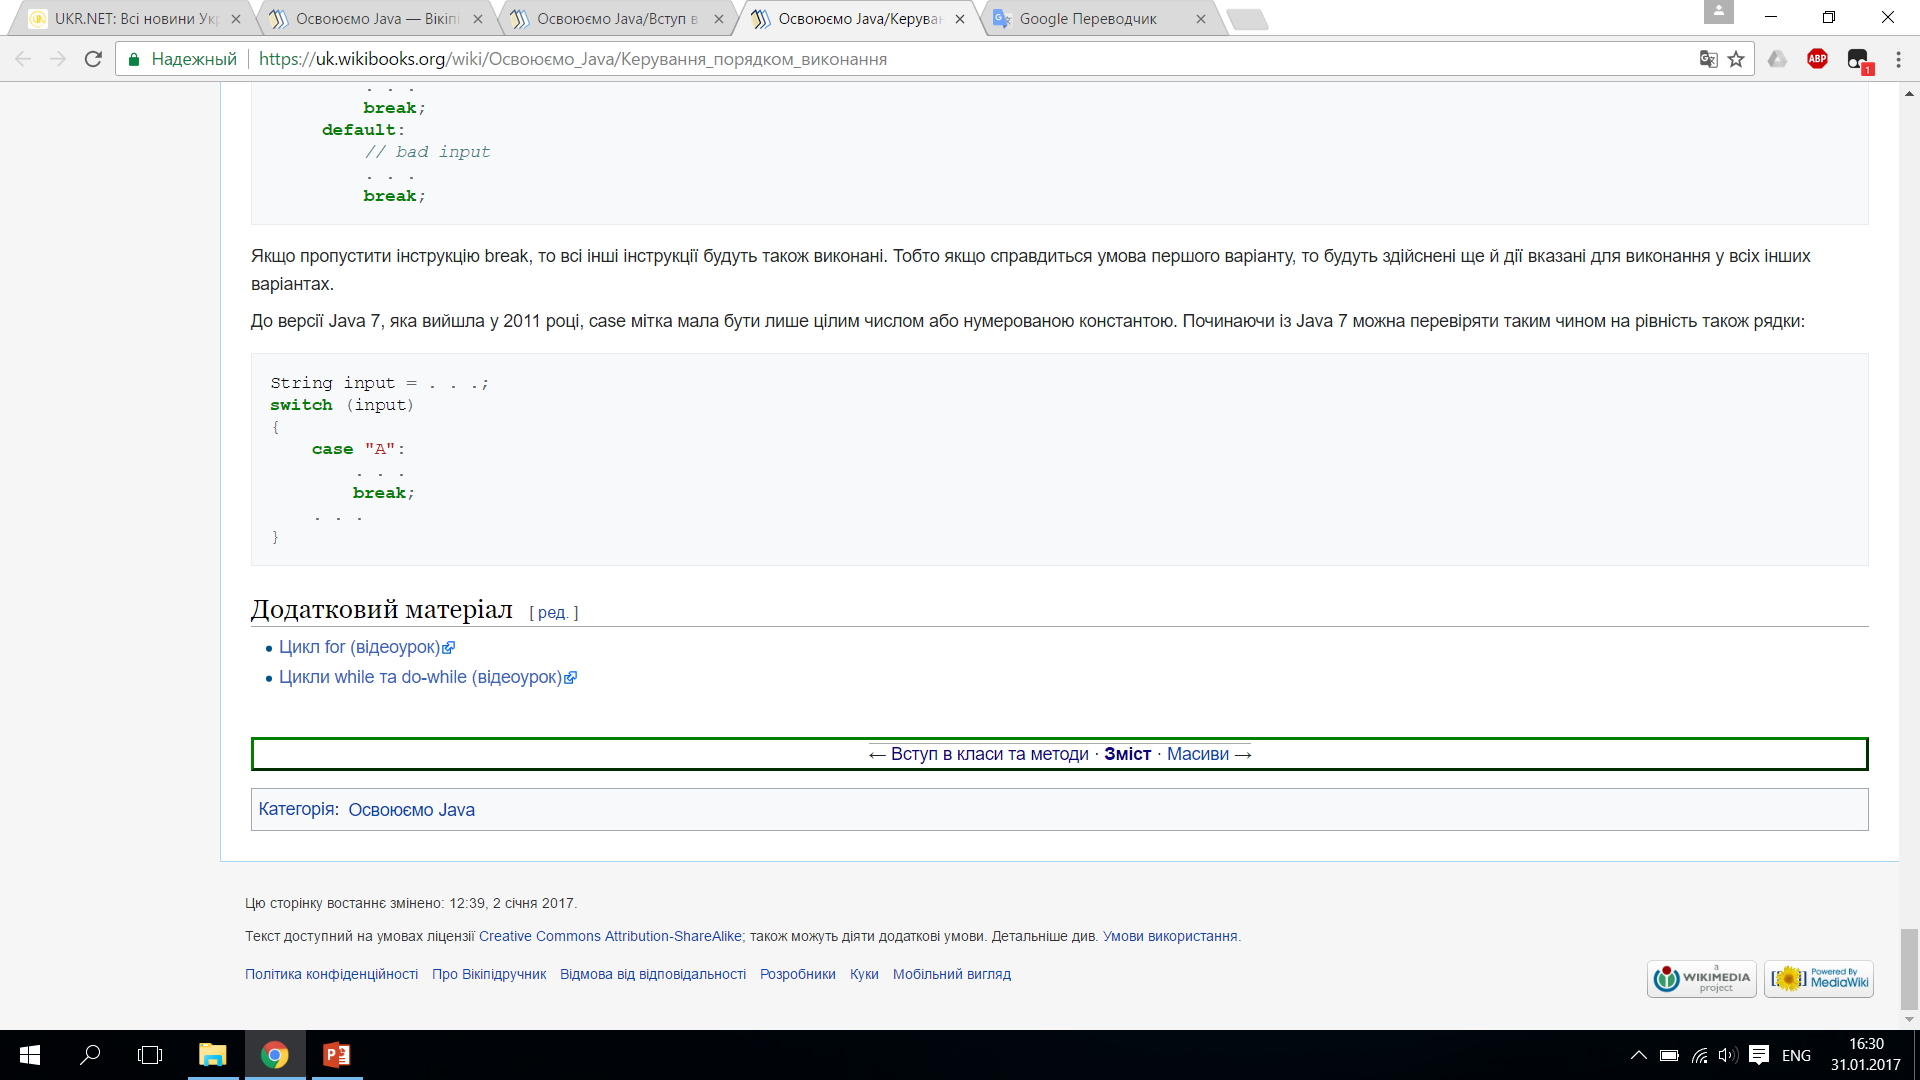 UKR.NET: Всі новини Укр
Освоюємо Java — Вікіпі
Освоюємо Java/Вступ в
Освоюємо Java/Керуван
Google Переводчик
Надежный
https://uk.wikibooks.org/wiki/Освоюємо_Java/Керування_порядком_виконання
ABP
1
. . .
break;
default:
// bad input
. . .
break;
Якщо пропустити інструкцію break, то всі інші інструкції будуть також виконані. Тобто якщо справдиться умова першого варіанту, то будуть здійснені ще й дії вказані для виконання у всіх інших
варіантах.
До версії Java 7, яка вийшла у 2011 році, case мітка мала бути лише цілим числом або нумерованою константою. Починаючи із Java 7 можна перевіряти таким чином на рівність також рядки:
String input = . . .;
switch (input)
{
case "A":
. . .
break;
. . .
}
Додатковий матеріал [ ред. ]
• Цикл for (відеоурок)
• Цикли while та do-while (відеоурок)
← Вступ в класи та методи · Зміст · Масиви →
Категорія: Освоюємо Java
Цю сторінку востаннє змінено: 12:39, 2 січня 2017.
Текст доступний на умовах ліцензії Creative Commons Attribution-ShareAlike; також можуть діяти додаткові умови. Детальніше див. Умови використання.
Політика конфіденційності Про Вікіпідручник Відмова від відповідальності Розробники Куки Мобільний вигляд
a
WIKIMEDIA
project
Powered By
MediaWiki
ENG
16:30
31.01.2017